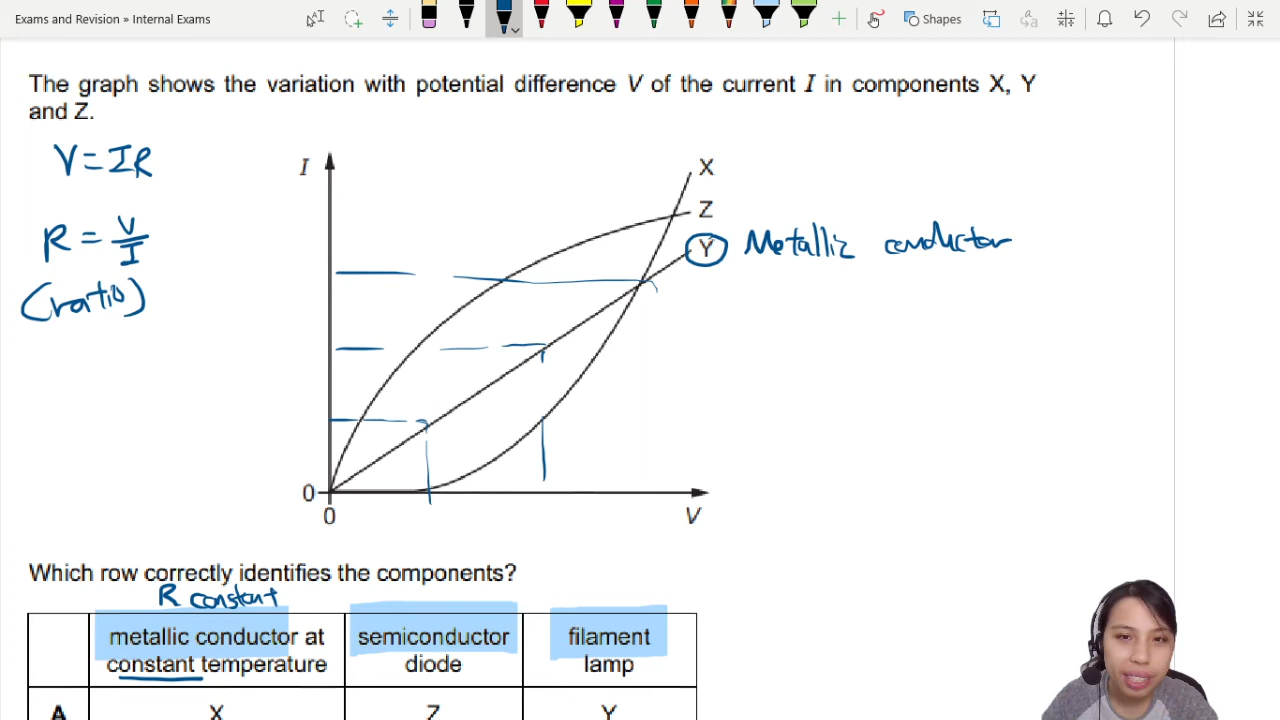 Exams and Revision » Internal Exams
Shapes
The graph shows the variation with potential difference V of the current I in components X, Y
and Z.
V = IR
R = V/I
(ratio)
I
X
Z
Y Metallic conductor
0
0
V
Which row correctly identifies the components?
R constant
metallic conductor at constant temperature
semiconductor diode
filament lamp
A X Z Y